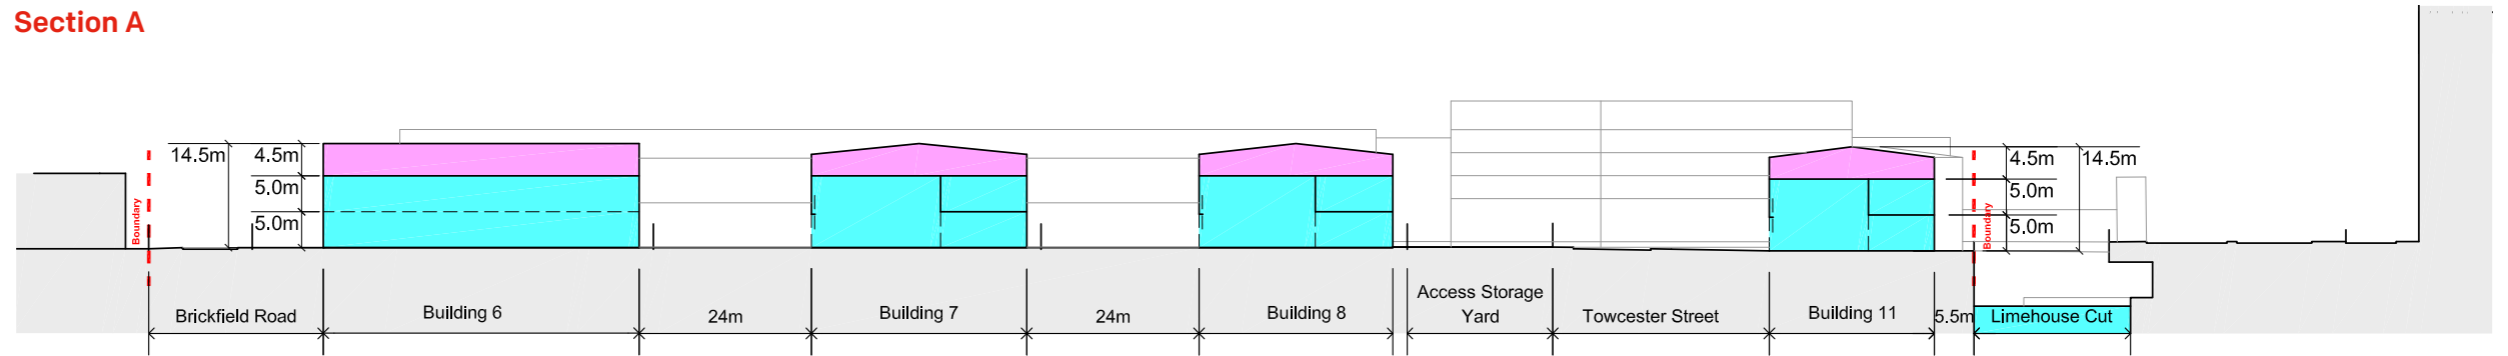 Section A
14.5m
4.5m
5.0m
5.0m
Boundary
4.5m
14.5m
5.0m
5.0m
Boundary
Brickfield Road
Building 6
24m
Building 7
24m
Building 8
Access Storage
Yard
Towcester Street
Building 11
5.5m
Limehouse Cut